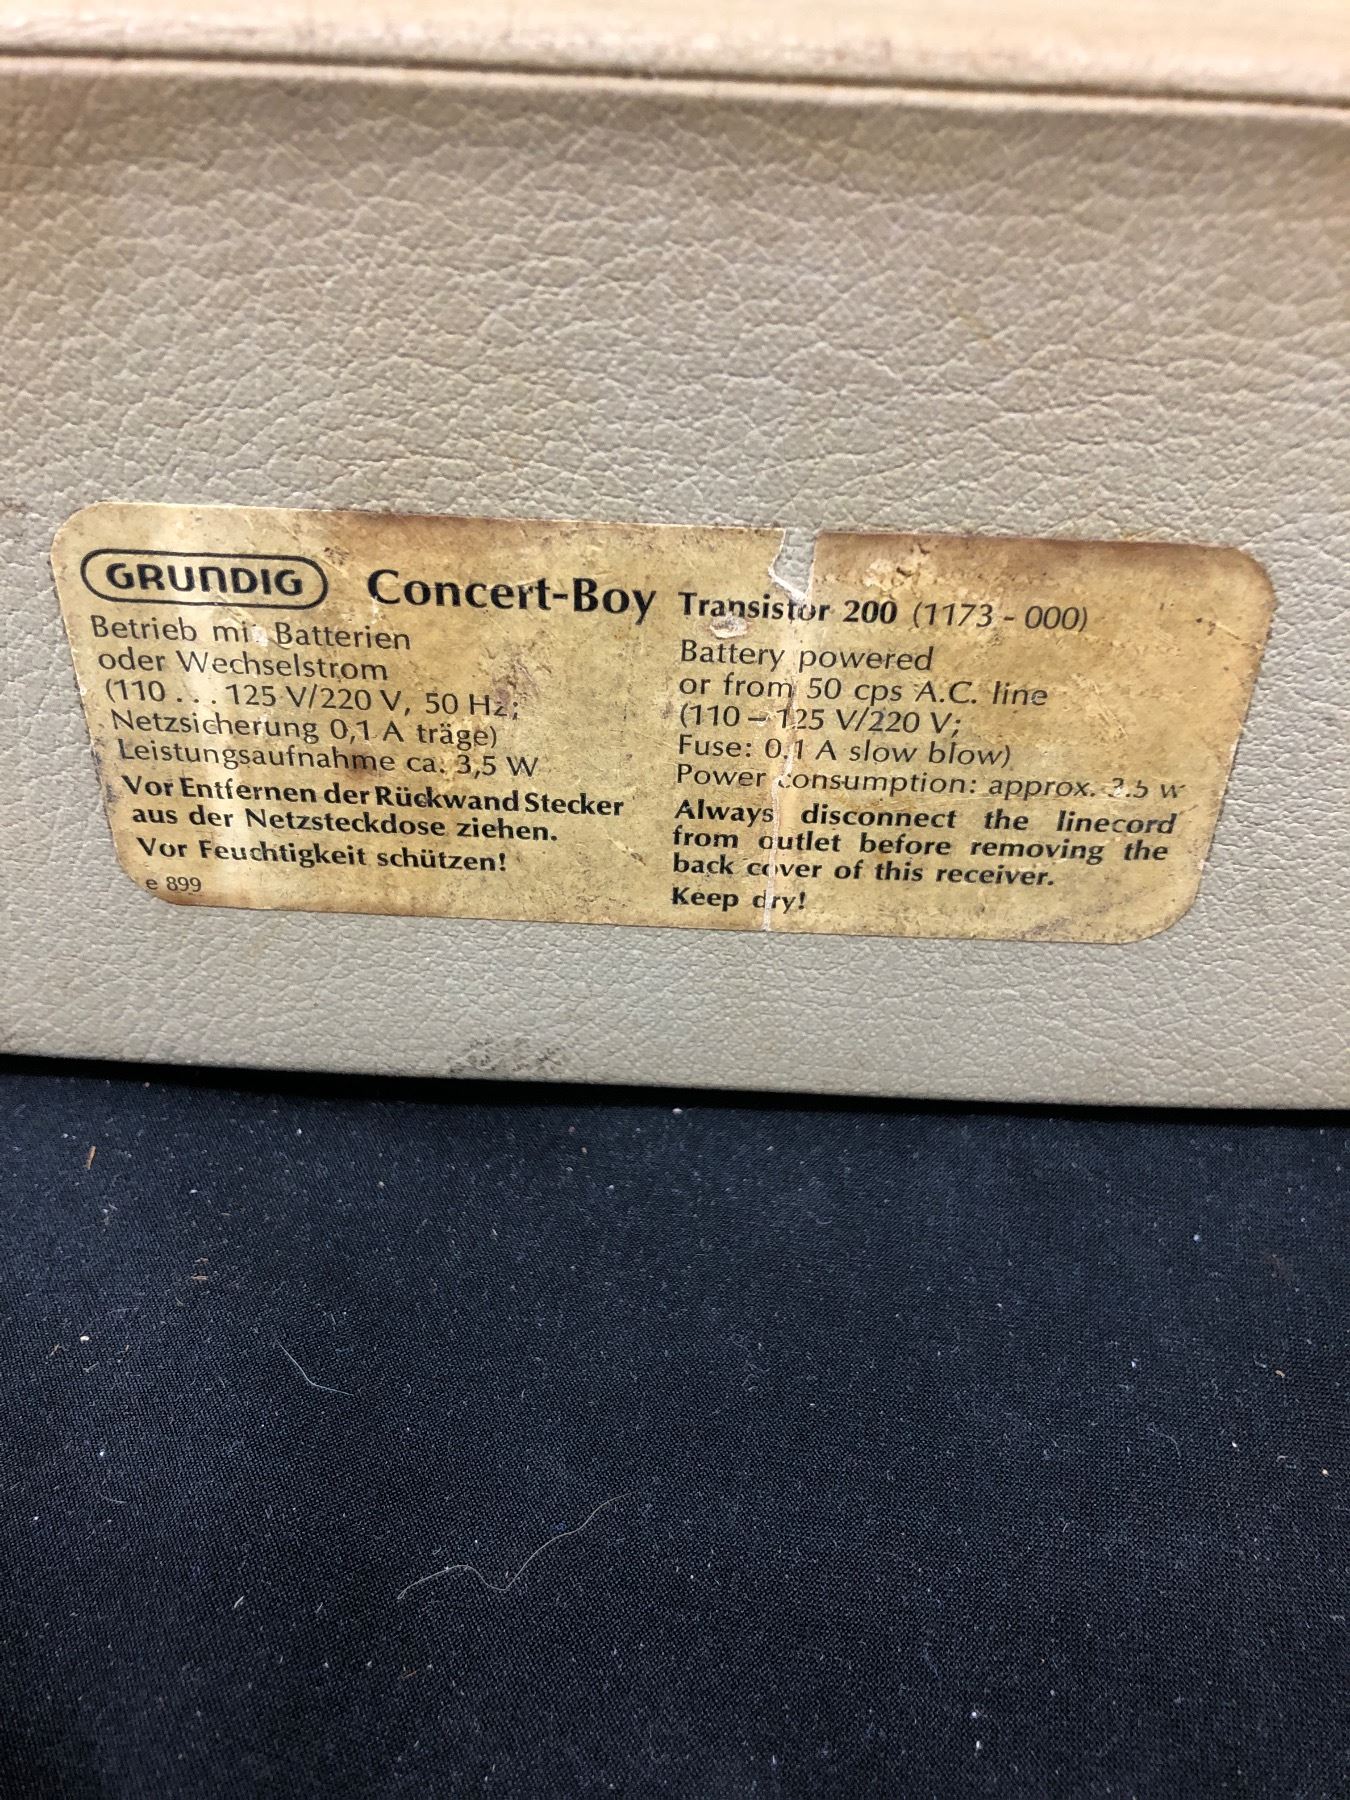 GRUNDIG Concert-Boy Transistor 200 (1173 - 000)
Betrieb mit Batterien
oder Wechselstrom
(110 . . . 125 V/220 V, 50 Hz;
Netzsicherung 0,1 A träge)
Leistungsaufnahme ca. 3,5 W
Vor Entfernen der Rückwand Stecker
aus der Netzsteckdose ziehen.
Vor Feuchtigkeit schützen!
e 899
Battery powered
or from 50 cps A.C. line
(110 – 125 V/220 V;
Fuse: 0.1 A slow blow)
Power consumption: approx. 3.5 w
Always disconnect the linecord
from outlet before removing the
back cover of this receiver.
Keep dry!